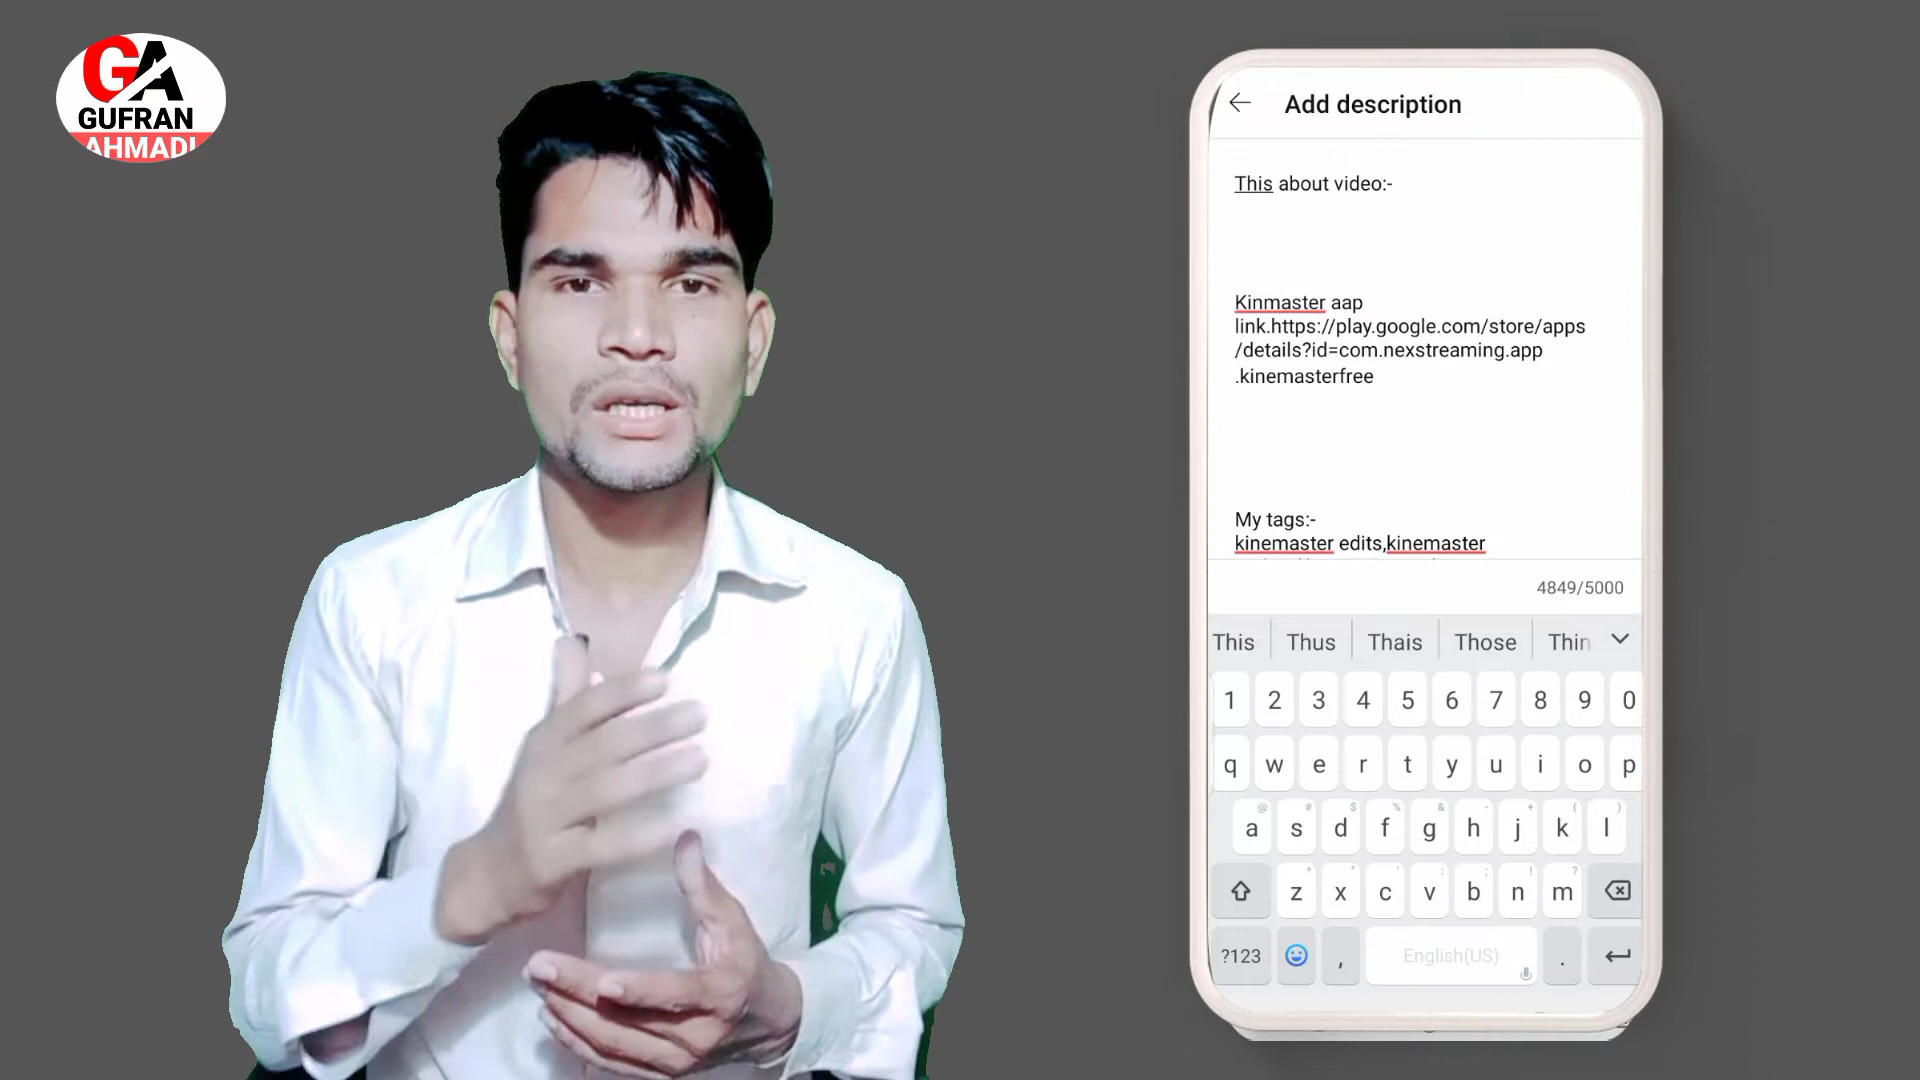 GA
GUFRAN
AHMADI
Add description
This about video:-
Kinmaster aap
link.https://play.google.com/store/apps
/details?id=com.nexstreaming.app
.kinemasterfree
My tags:-
kinemaster edits,kinemaster
4849/5000
This Thus Thais Those Thin
1 2 3 4 5 6 7 8 9 0
q w e r t y u i o p
@ # $ % & - + ( )
a s d f g h j k l
z x c v b n m
?123 , English(US) .